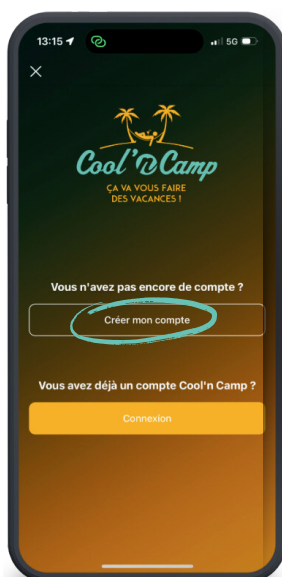 13:15
5G
Cool'n Camp
ÇA VA VOUS FAIRE
DES VACANCES !
Vous n'avez pas encore de compte ?
Créer mon compte
Vous avez déjà un compte Cool'n Camp ?
Connexion